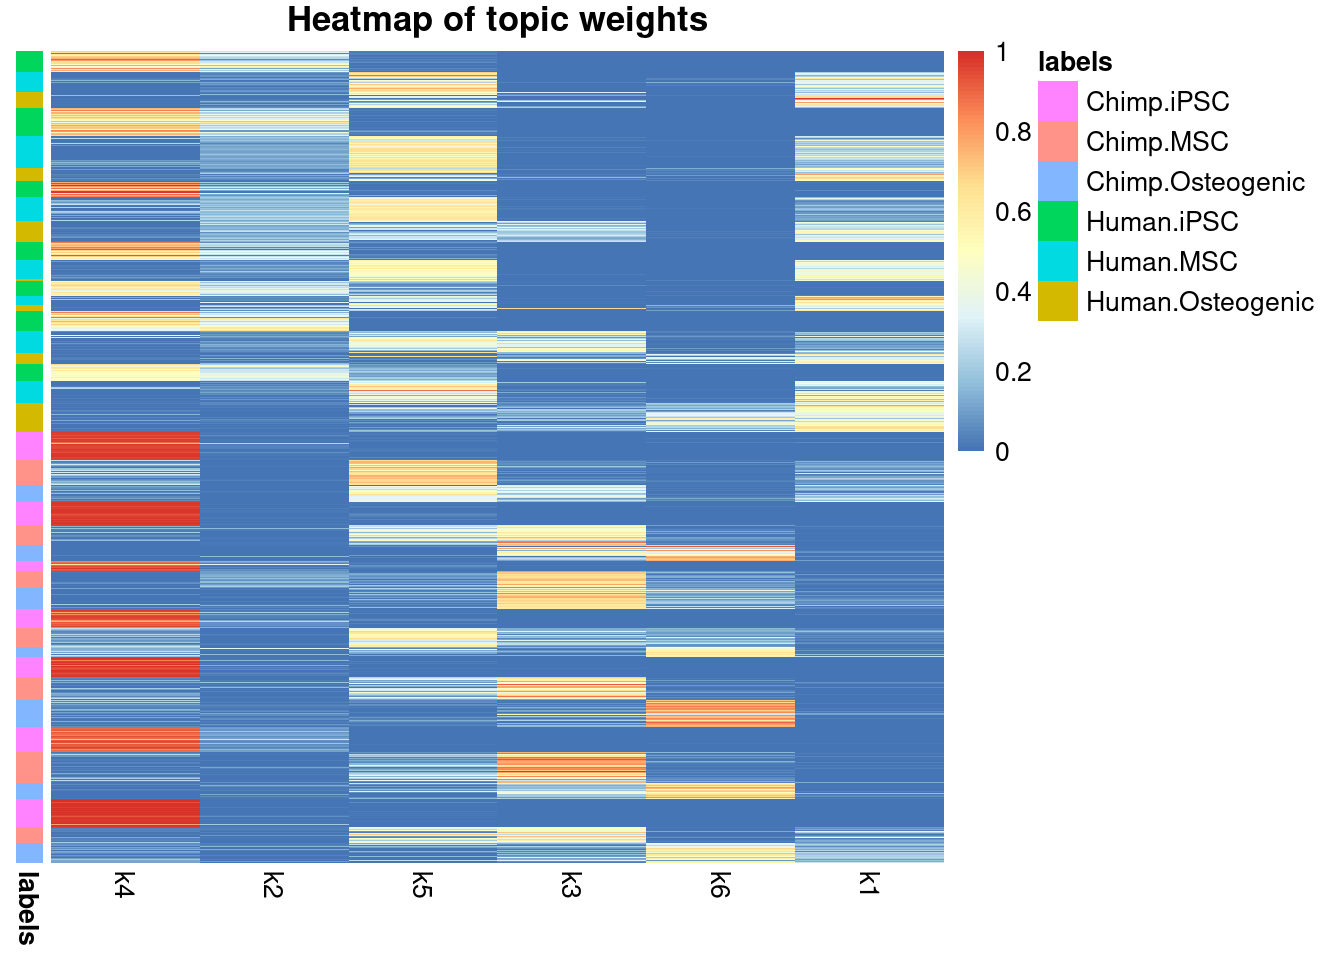 Heatmap of topic weights
1
0.8
0.6
0.4
0.2
0
labels
Chimp.iPSC
Chimp.MSC
Chimp.Osteogenic
Human.iPSC
Human.MSC
Human.Osteogenic
labels
k4
k2
k5
k3
k6
k1